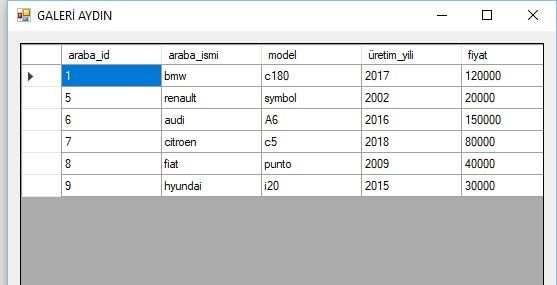 GALERİ AYDIN
araba_id araba_ismi model üretim_yili fiyat
1 bmw c180 2017 120000
5 renault symbol 2002 20000
6 audi A6 2016 150000
7 citroen c5 2018 80000
8 fiat punto 2009 40000
9 hyundai i20 2015 30000